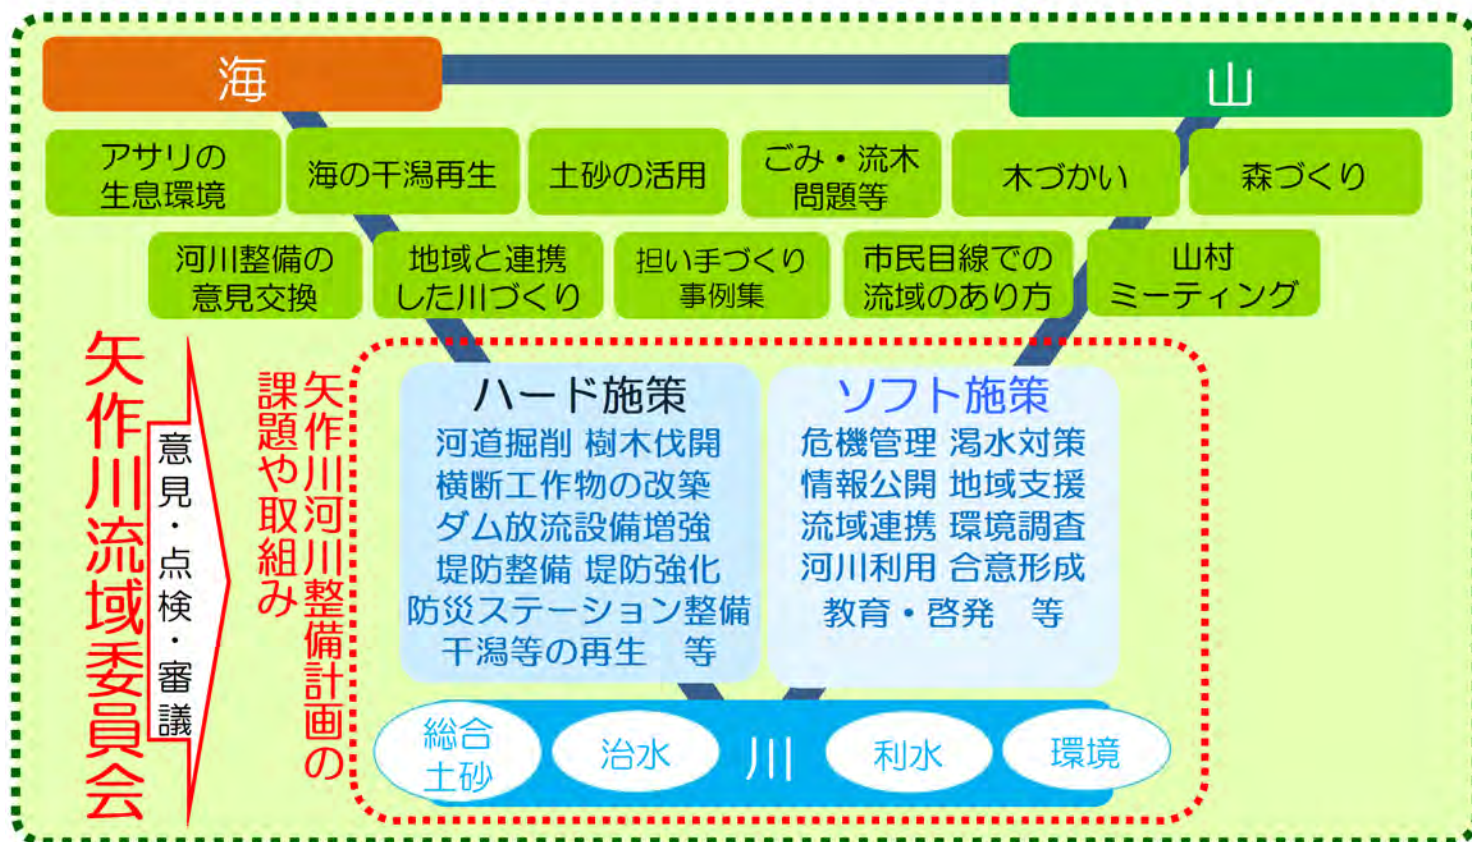 海
山
アサリの
生息環境
海の干潟再生
土砂の活用
ごみ・流木
問題等
木づかい
森づくり
河川整備の
意見交換
地域と連携
した川づくり
担い手づくり
事例集
市民目線での
流域のあり方
山村
ミーティング
矢作川流域委員会
意見・点検・審議
矢作川河川整備計画の
課題や取組み
ハード施策
河道掘削 樹木伐開
横断工作物の改築
ダム放流設備増強
堤防整備 堤防強化
防災ステーション整備
干潟等の再生　等
ソフト施策
危機管理 渇水対策
情報公開 地域支援
流域連携 環境調査
河川利用 合意形成
教育・啓発　等
総合
土砂
治水
川
利水
環境